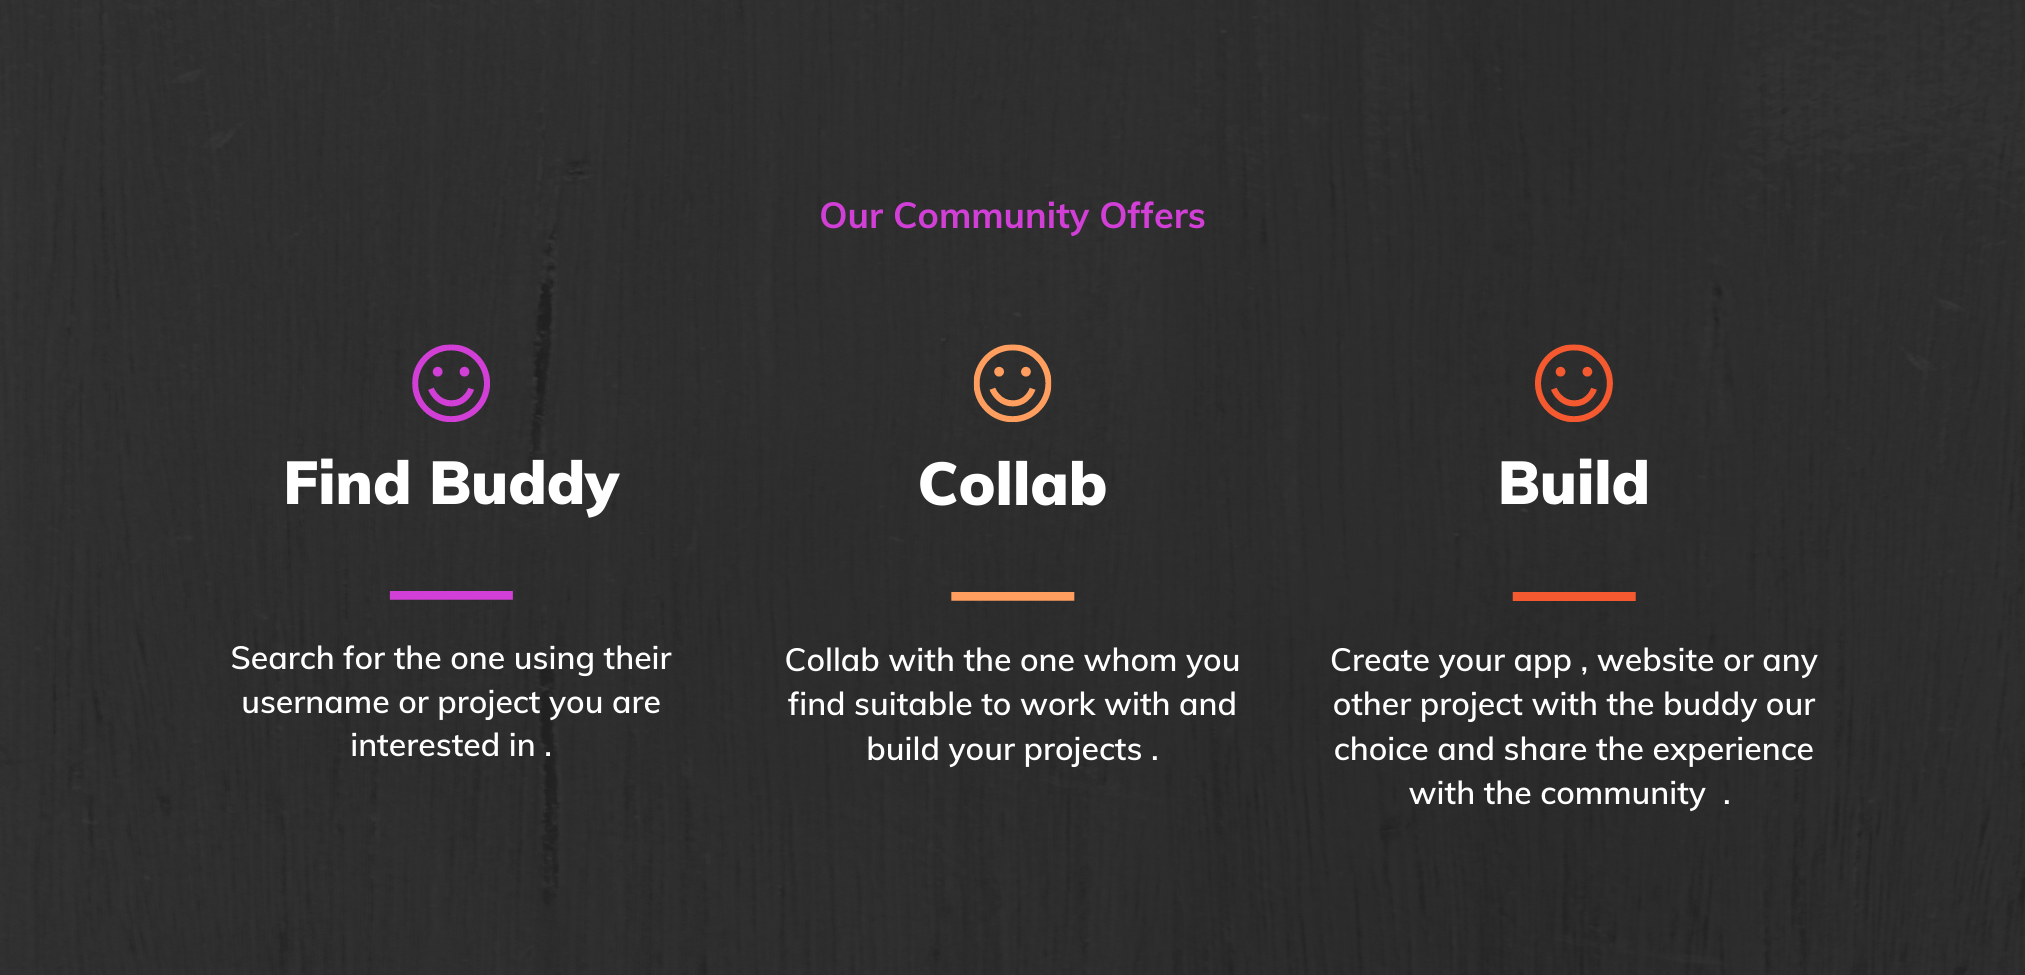 Our Community Offers
Find Buddy
Search for the one using their
username or project you are
interested in .
Collab
Collab with the one whom you
find suitable to work with and
build your projects .
Build
Create your app , website or any
other project with the buddy our
choice and share the experience
with the community  .